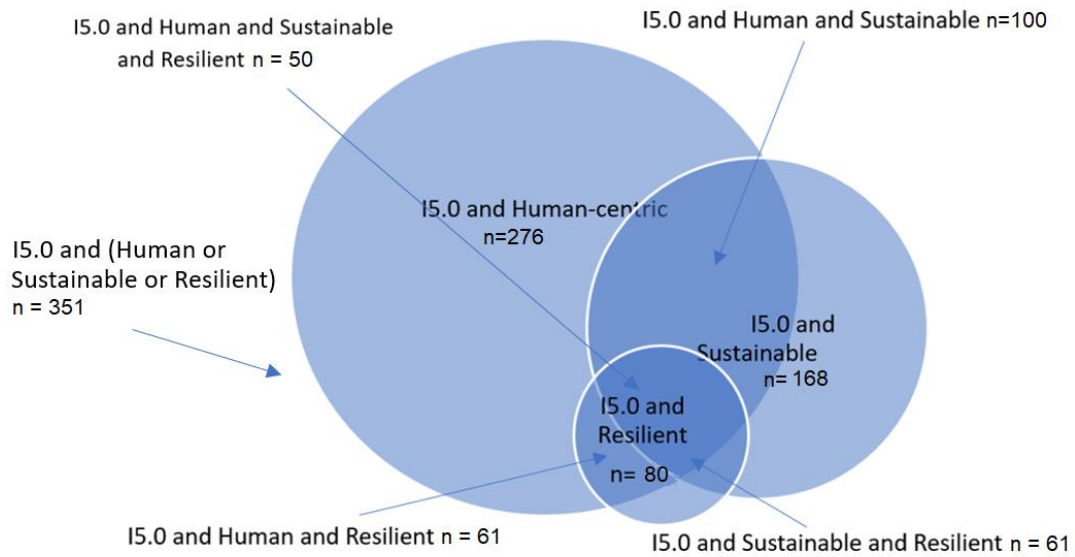 I5.0 and Human and Sustainable
and Resilient n = 50
I5.0 and Human and Sustainable n=100
I5.0 and Human-centric
n=276
I5.0 and (Human or
Sustainable or Resilient)
n = 351
I5.0 and
Sustainable
n= 168
I5.0 and
Resilient
n= 80
I5.0 and Human and Resilient n = 61
I5.0 and Sustainable and Resilient n = 61